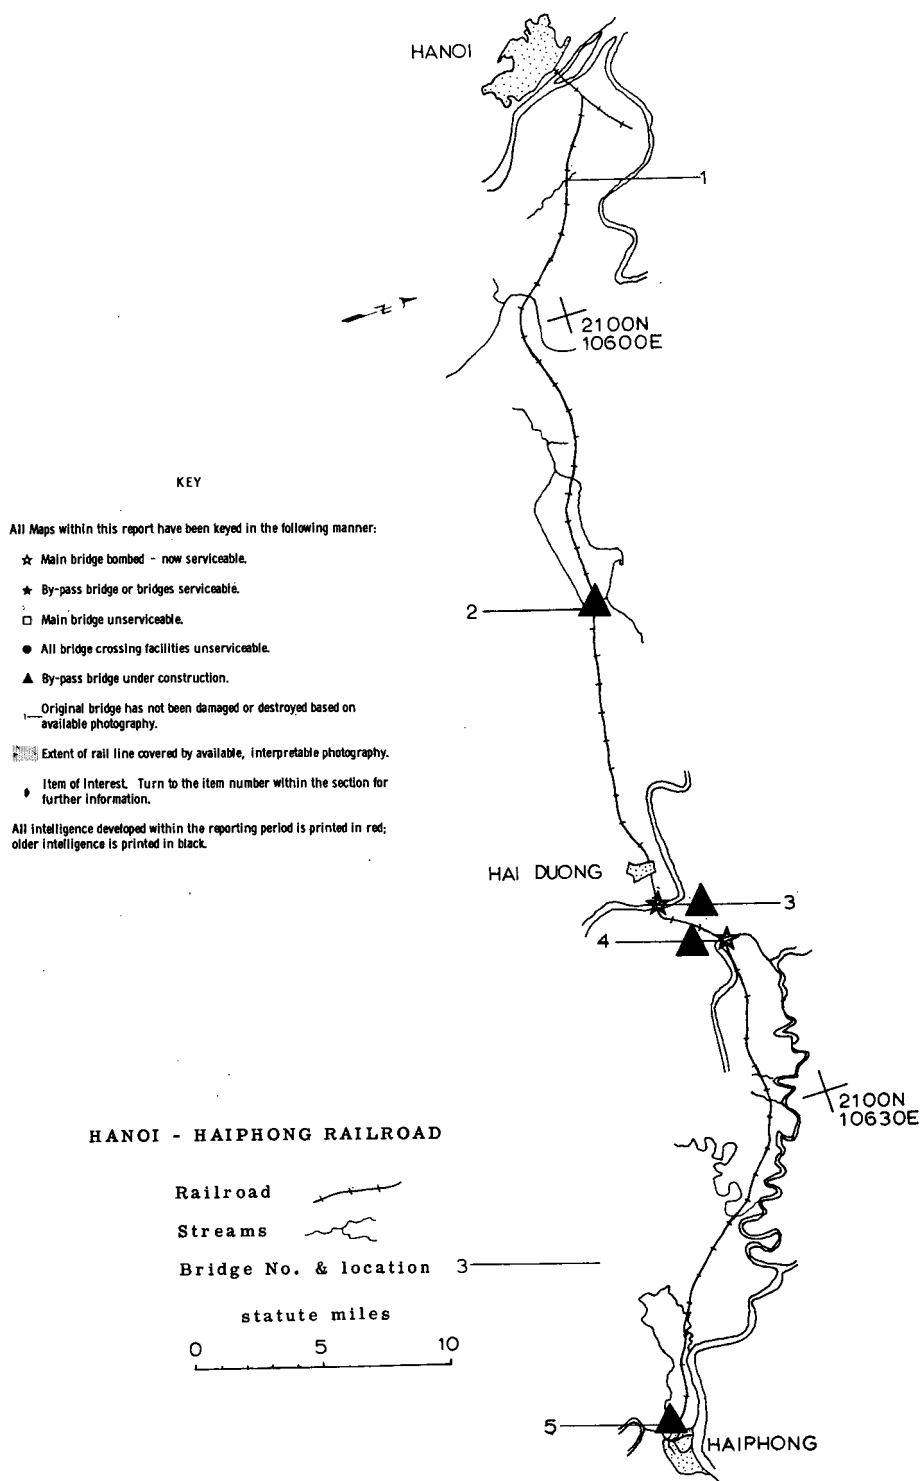 HANOI
1
N
2100N
10600E
KEY
All Maps within this report have been keyed in the following manner:
Main bridge bombed - now serviceable.
By-pass bridge or bridges serviceable.
Main bridge unserviceable.
All bridge crossing facilities unserviceable.
By-pass bridge under construction.
1
Original bridge has not been damaged or destroyed based on
available photography.
Extent of rail line covered by available, interpretable photography.
Item of Interest. Turn to the item number within the section for
further information.
All intelligence developed within the reporting period is printed in red;
older intelligence is printed in black.
2
HAI DUONG
3
4
2100N
10630E
HANOI - HAIPHONG RAILROAD
Railroad
Streams
Bridge No. & location 3
statute miles
0 5 10
5
HAIPHONG